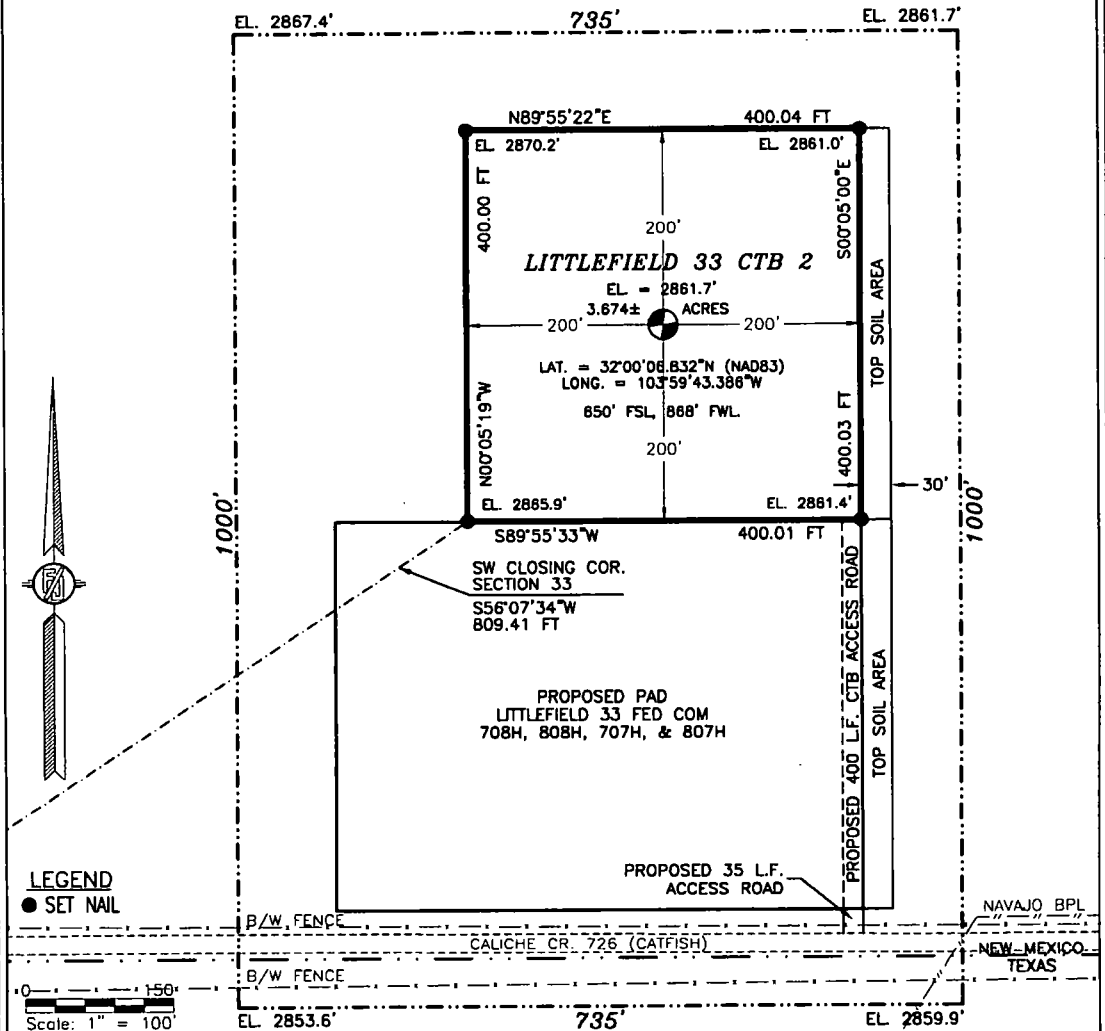 EL. 2867.4' 735' EL. 2861.7'
N89°55'22"E 400.04 FT
EL. 2870.2' EL. 2861.0'
400.00 FT
S00°05'00"E
200'
LITTLEFIELD 33 CTB 2
EL = 2861.7'
3.674± ACRES
200' 200'
TOP SOIL AREA
LAT. = 32°00'06.832"N (NAD83)
LONG. = 103°59'43.386"W
650' FSL, 868' FWL
N00°05'19"W
400.03 FT
200'
30'
EL. 2865.9' EL. 2861.4'
1000' 1000'
S89°55'33"W 400.01 FT
SW CLOSING COR.
SECTION 33
S56°07'34"W
809.41 FT
PROPOSED 400 L.F. CTB ACCESS ROAD
TOP SOIL AREA
PROPOSED PAD
LITTLEFIELD 33 FED COM
708H, 808H, 707H, & 807H
PROPOSED 35 L.F.
ACCESS ROAD
LEGEND
SET NAIL
B/W FENCE
NAVAJO BPL
CALICHE CR. 726 (CATFISH)
NEW MEXICO
TEXAS
B/W FENCE
0 150'
Scale: 1" = 100'
EL. 2853.6' 735' EL 2859.9'